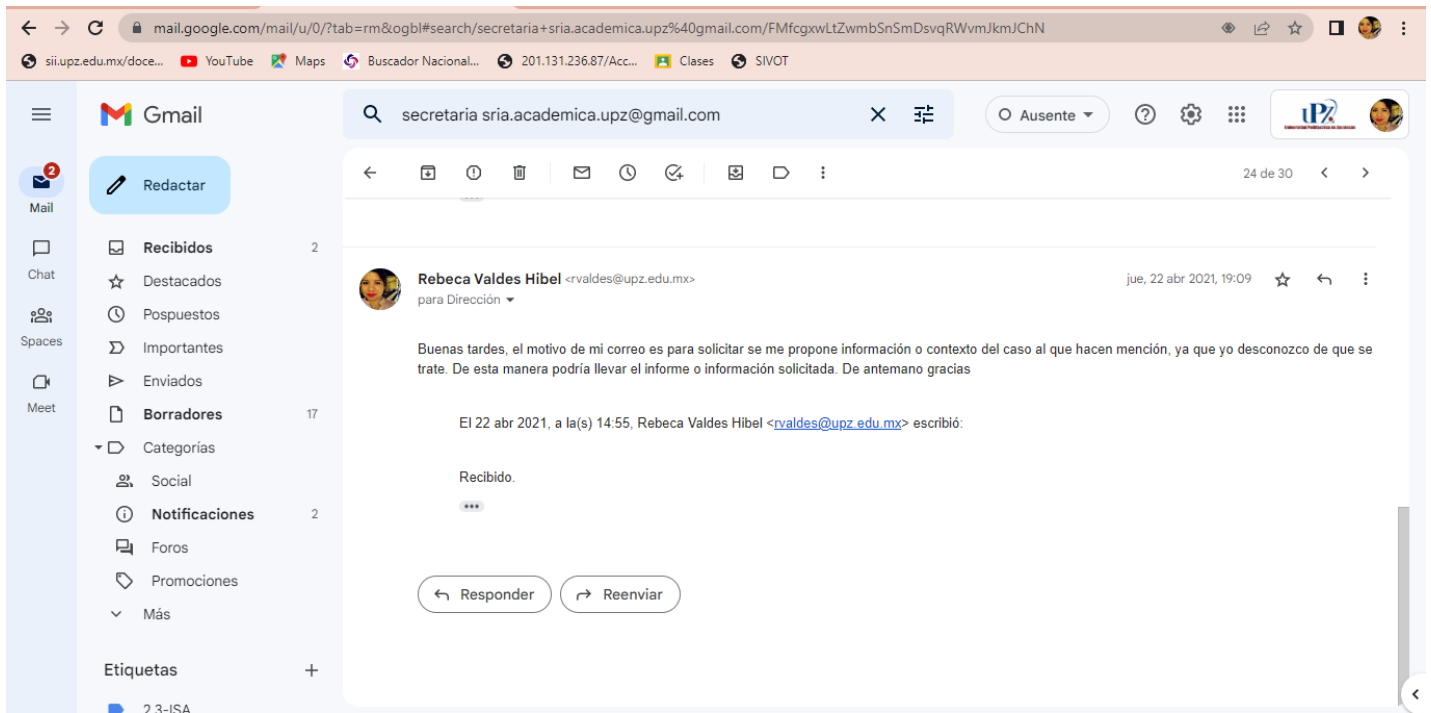 mail.google.com/mail/u/0/?tab=rm&ogbl#search/secretaria+sria.academica.upz%40gmail.com/FMfcgxwLtZwmbSnSmDsvqRWvmJkmJChN
sii.upz.edu.mx/doce... YouTube Maps Buscador Nacional... 201.131.236.87/Acc... Clases SIVOT
Gmail
secretaria sria.academica.upz@gmail.com
Ausente
UPZ
2
Mail
Chat
Spaces
Meet
Redactar
Recibidos 2
Destacados
Pospuestos
Importantes
Enviados
Borradores 17
Categorías
Social
Notificaciones 2
Foros
Promociones
Más
Etiquetas +
2.3-ISA
24 de 30
Rebeca Valdes Hibel <rvaldes@upz.edu.mx> jue, 22 abr 2021, 19:09
para Dirección
Buenas tardes, el motivo de mi correo es para solicitar se me propone información o contexto del caso al que hacen mención, ya que yo desconozco de que se
trate. De esta manera podría llevar el informe o información solicitada. De antemano gracias
El 22 abr 2021, a la(s) 14:55, Rebeca Valdes Hibel <rvaldes@upz.edu.mx> escribió:
Recibido.
Responder Reenviar